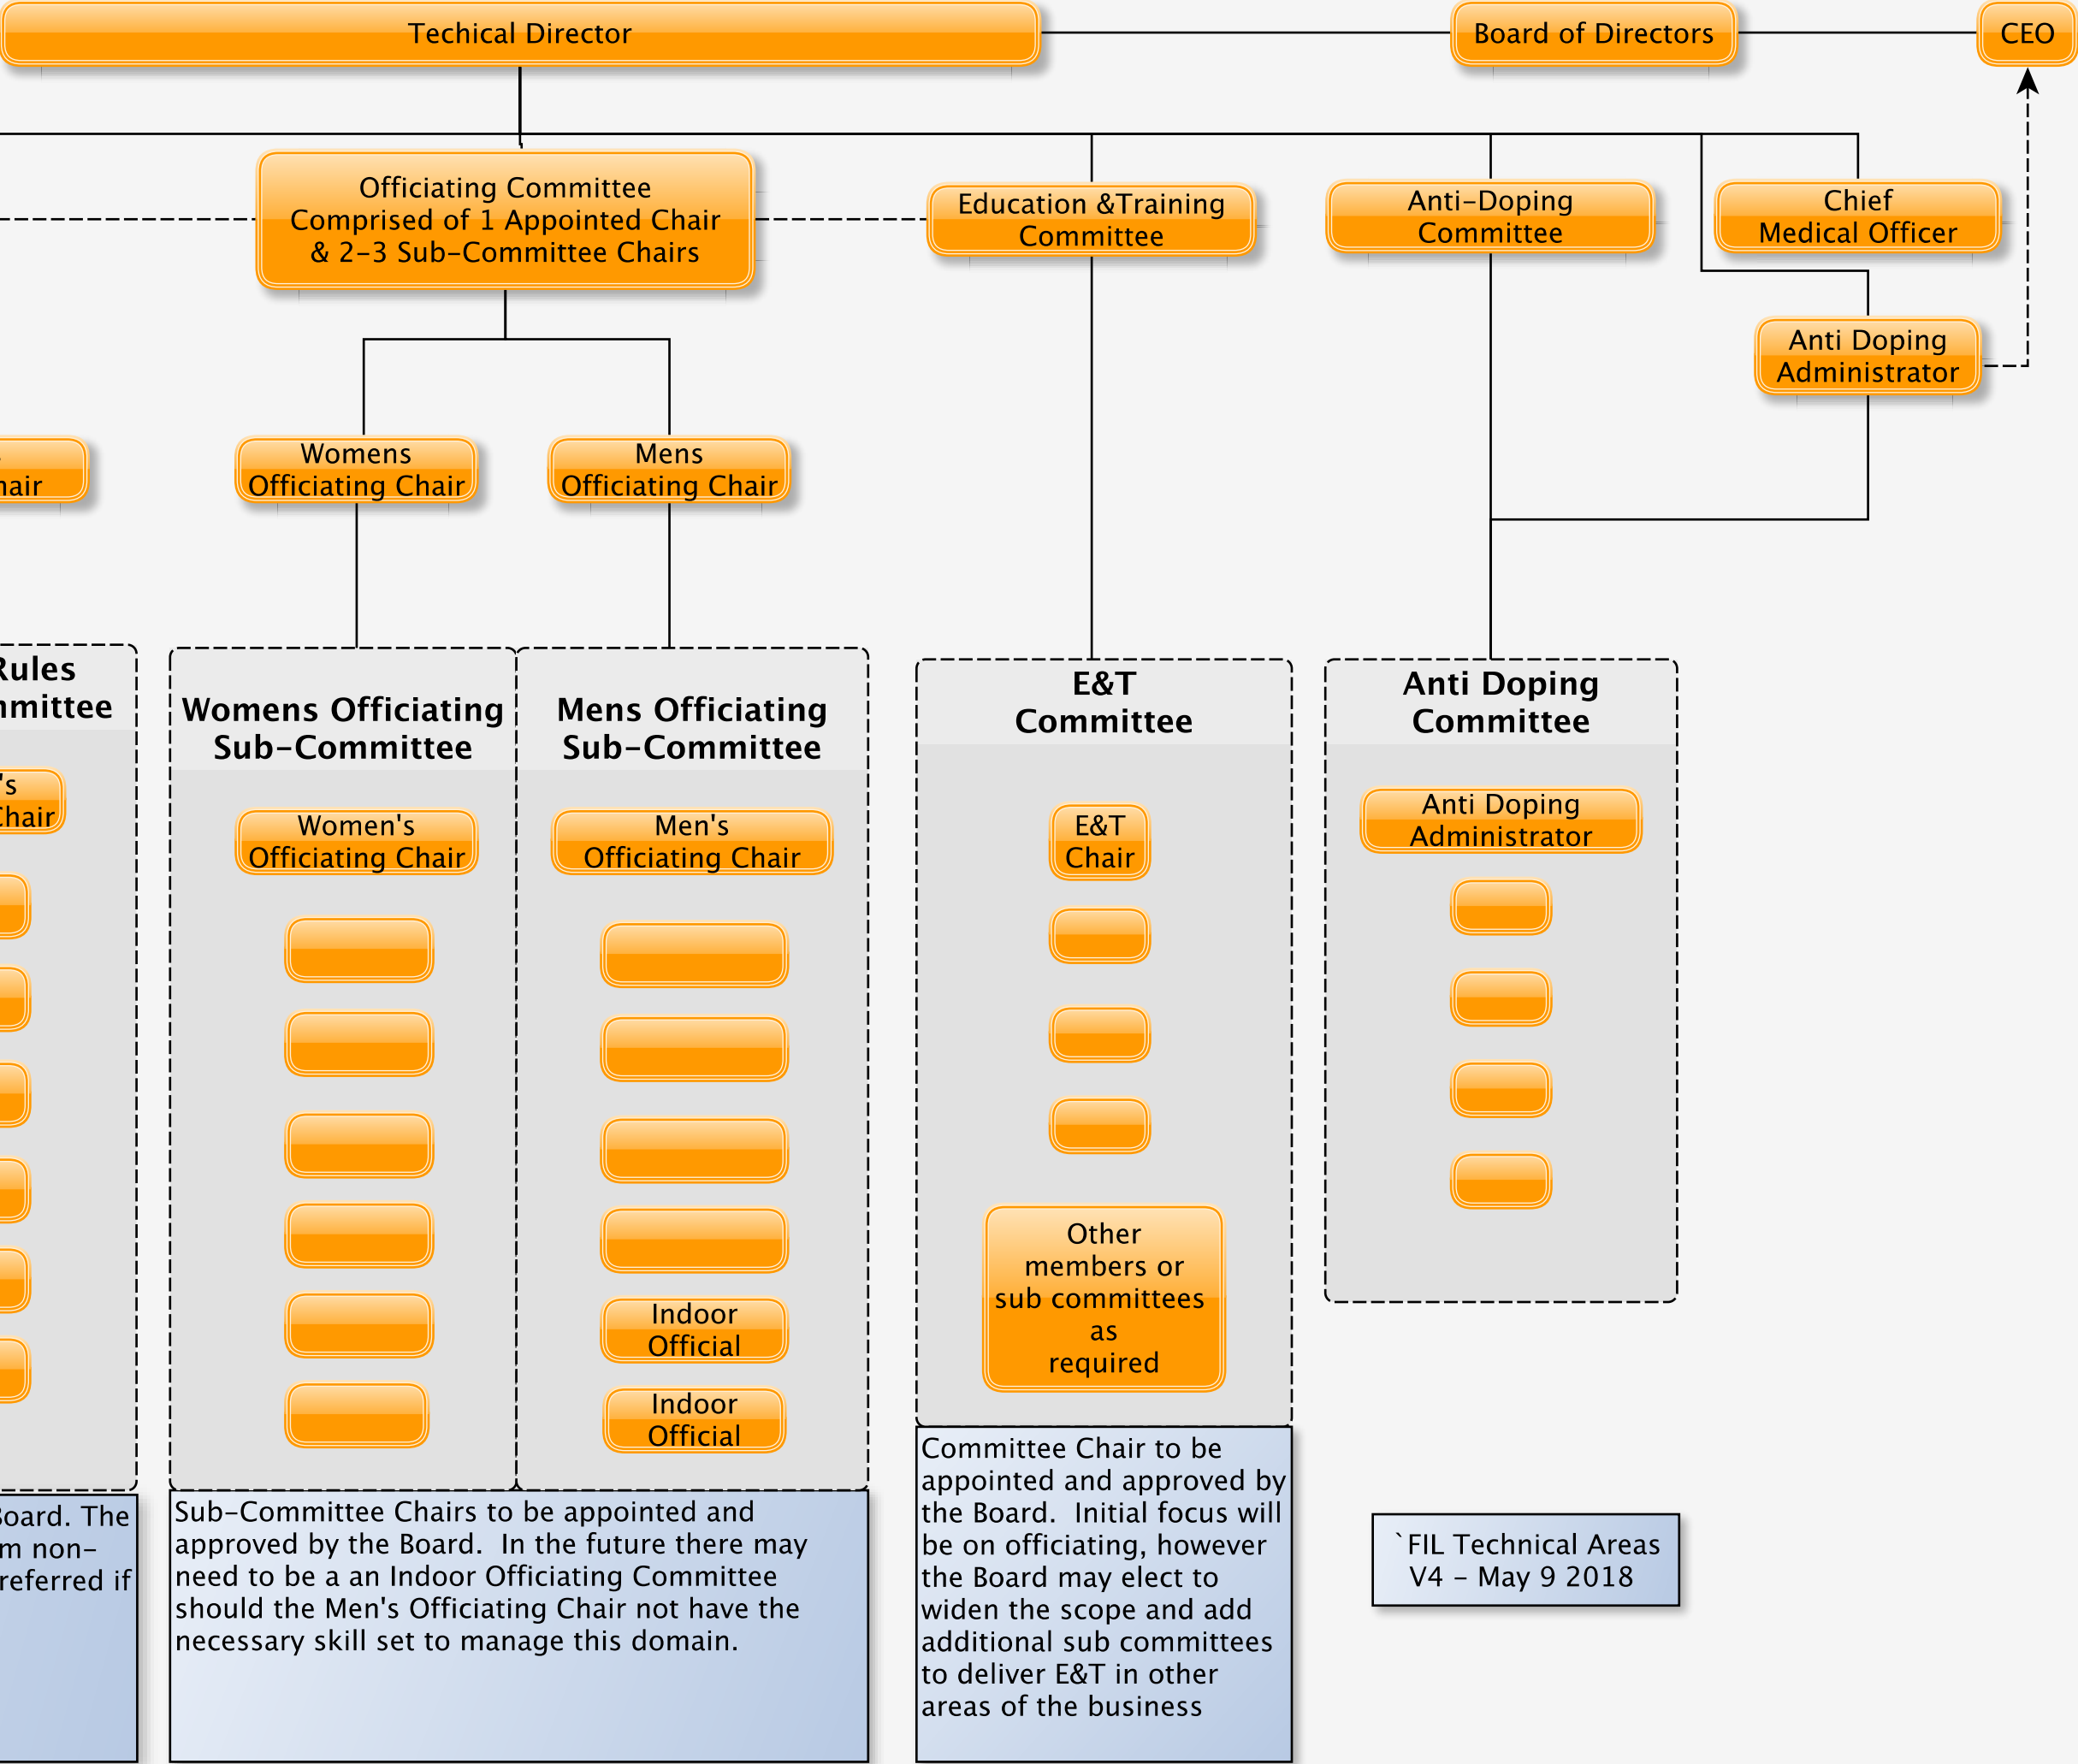 Techical Director
Board of Directors
CEO
Officiating Committee
Comprised of 1 Appointed Chair
& 2-3 Sub-Committee Chairs
Education &Training
Committee
Anti-Doping
Committee
Chief
Medical Officer
Anti Doping
Administrator
Womens
Officiating Chair
Mens
Officiating Chair
Rules
Womens Officiating
Sub-Committee
Women's
Officiating Chair
Mens Officiating
Sub-Committee
Men's
Officiating Chair
Indoor
Official
Indoor
Official
E&T
Committee
E&T
Chair
Other
members or
sub committees
as
required
Anti Doping
Committee
Anti Doping
Administrator
Board. The
non-
if
Sub-Committee Chairs to be appointed and
approved by the Board.  In the future there may
need to be a an Indoor Officiating Committee
should the Men's Officiating Chair not have the
necessary skill set to manage this domain.
Committee Chair to be
appointed and approved by
the Board.  Initial focus will
be on officiating, however
the Board may elect to
widen the scope and add
additional sub committees
to deliver E&T in other
areas of the business
`FIL Technical Areas
V4 - May 9 2018